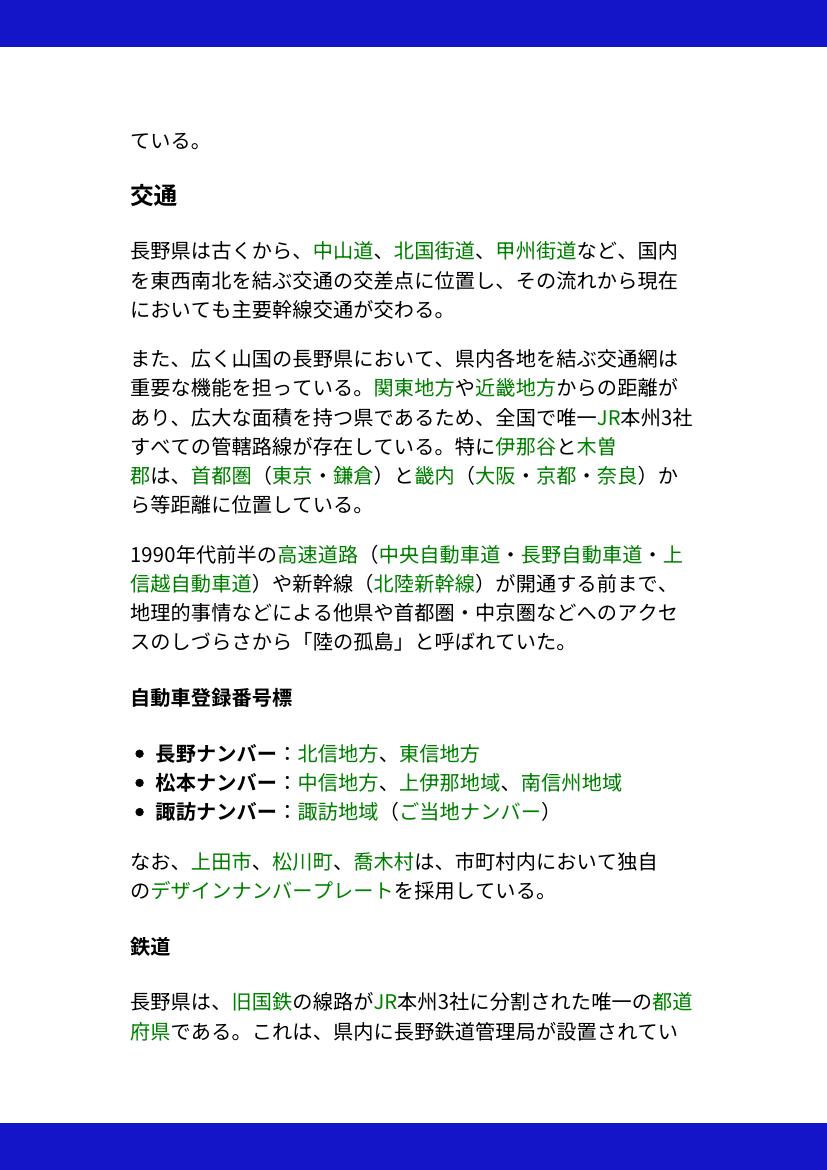 ている。
交通
長野県は古くから、中山道、北国街道、甲州街道など、国内
を東西南北を結ぶ交通の交差点に位置し、その流れから現在
においても主要幹線交通が交わる。
また、広く山国の長野県において、県内各地を結ぶ交通網は
重要な機能を担っている。関東地方や近畿地方からの距離が
あり、広大な面積を持つ県であるため、全国で唯一JR本州3社
すべての管轄路線が存在している。特に伊那谷と木曽
郡は、首都圏（東京・鎌倉）と畿内（大阪・京都・奈良）か
ら等距離に位置している。
1990年代前半の高速道路（中央自動車道・長野自動車道・上
信越自動車道）や新幹線（北陸新幹線）が開通する前まで、
地理的事情などによる他県や首都圏・中京圏などへのアクセ
スのしづらさから「陸の孤島」と呼ばれていた。
自動車登録番号標
• 長野ナンバー：北信地方、東信地方
• 松本ナンバー：中信地方、上伊那地域、南信州地域
• 諏訪ナンバー：諏訪地域（ご当地ナンバー）
なお、上田市、松川町、喬木村は、市町村内において独自
のデザインナンバープレートを採用している。
鉄道
長野県は、旧国鉄の線路がJR本州3社に分割された唯一の都道
府県である。これは、県内に長野鉄道管理局が設置されてい